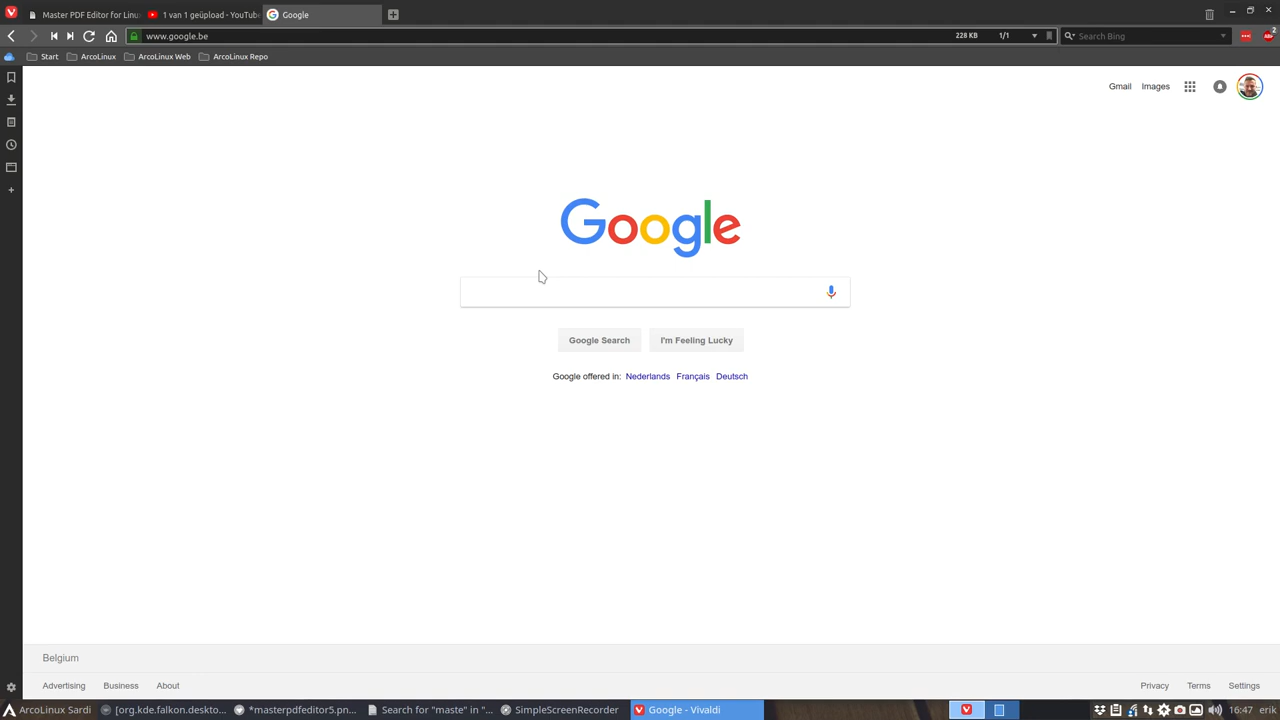 Master PDF Editor for Linu
1 van 1 geüpload - YouTube
Google
www.google.be
228 KB
1/1
Search Bing
2
Start
ArcoLinux
ArcoLinux Web
ArcoLinux Repo
Gmail
Images
Google
Google Search
I'm Feeling Lucky
Google offered in: Nederlands Français Deutsch
Belgium
Advertising
Business
About
Privacy
Terms
Settings
ArcoLinux Sardi
[org.kde.falkon.deskto...
*masterpdfeditor5.pn...
Search for "maste" in "...
SimpleScreenRecorder
Google - Vivaldi
16:47
erik